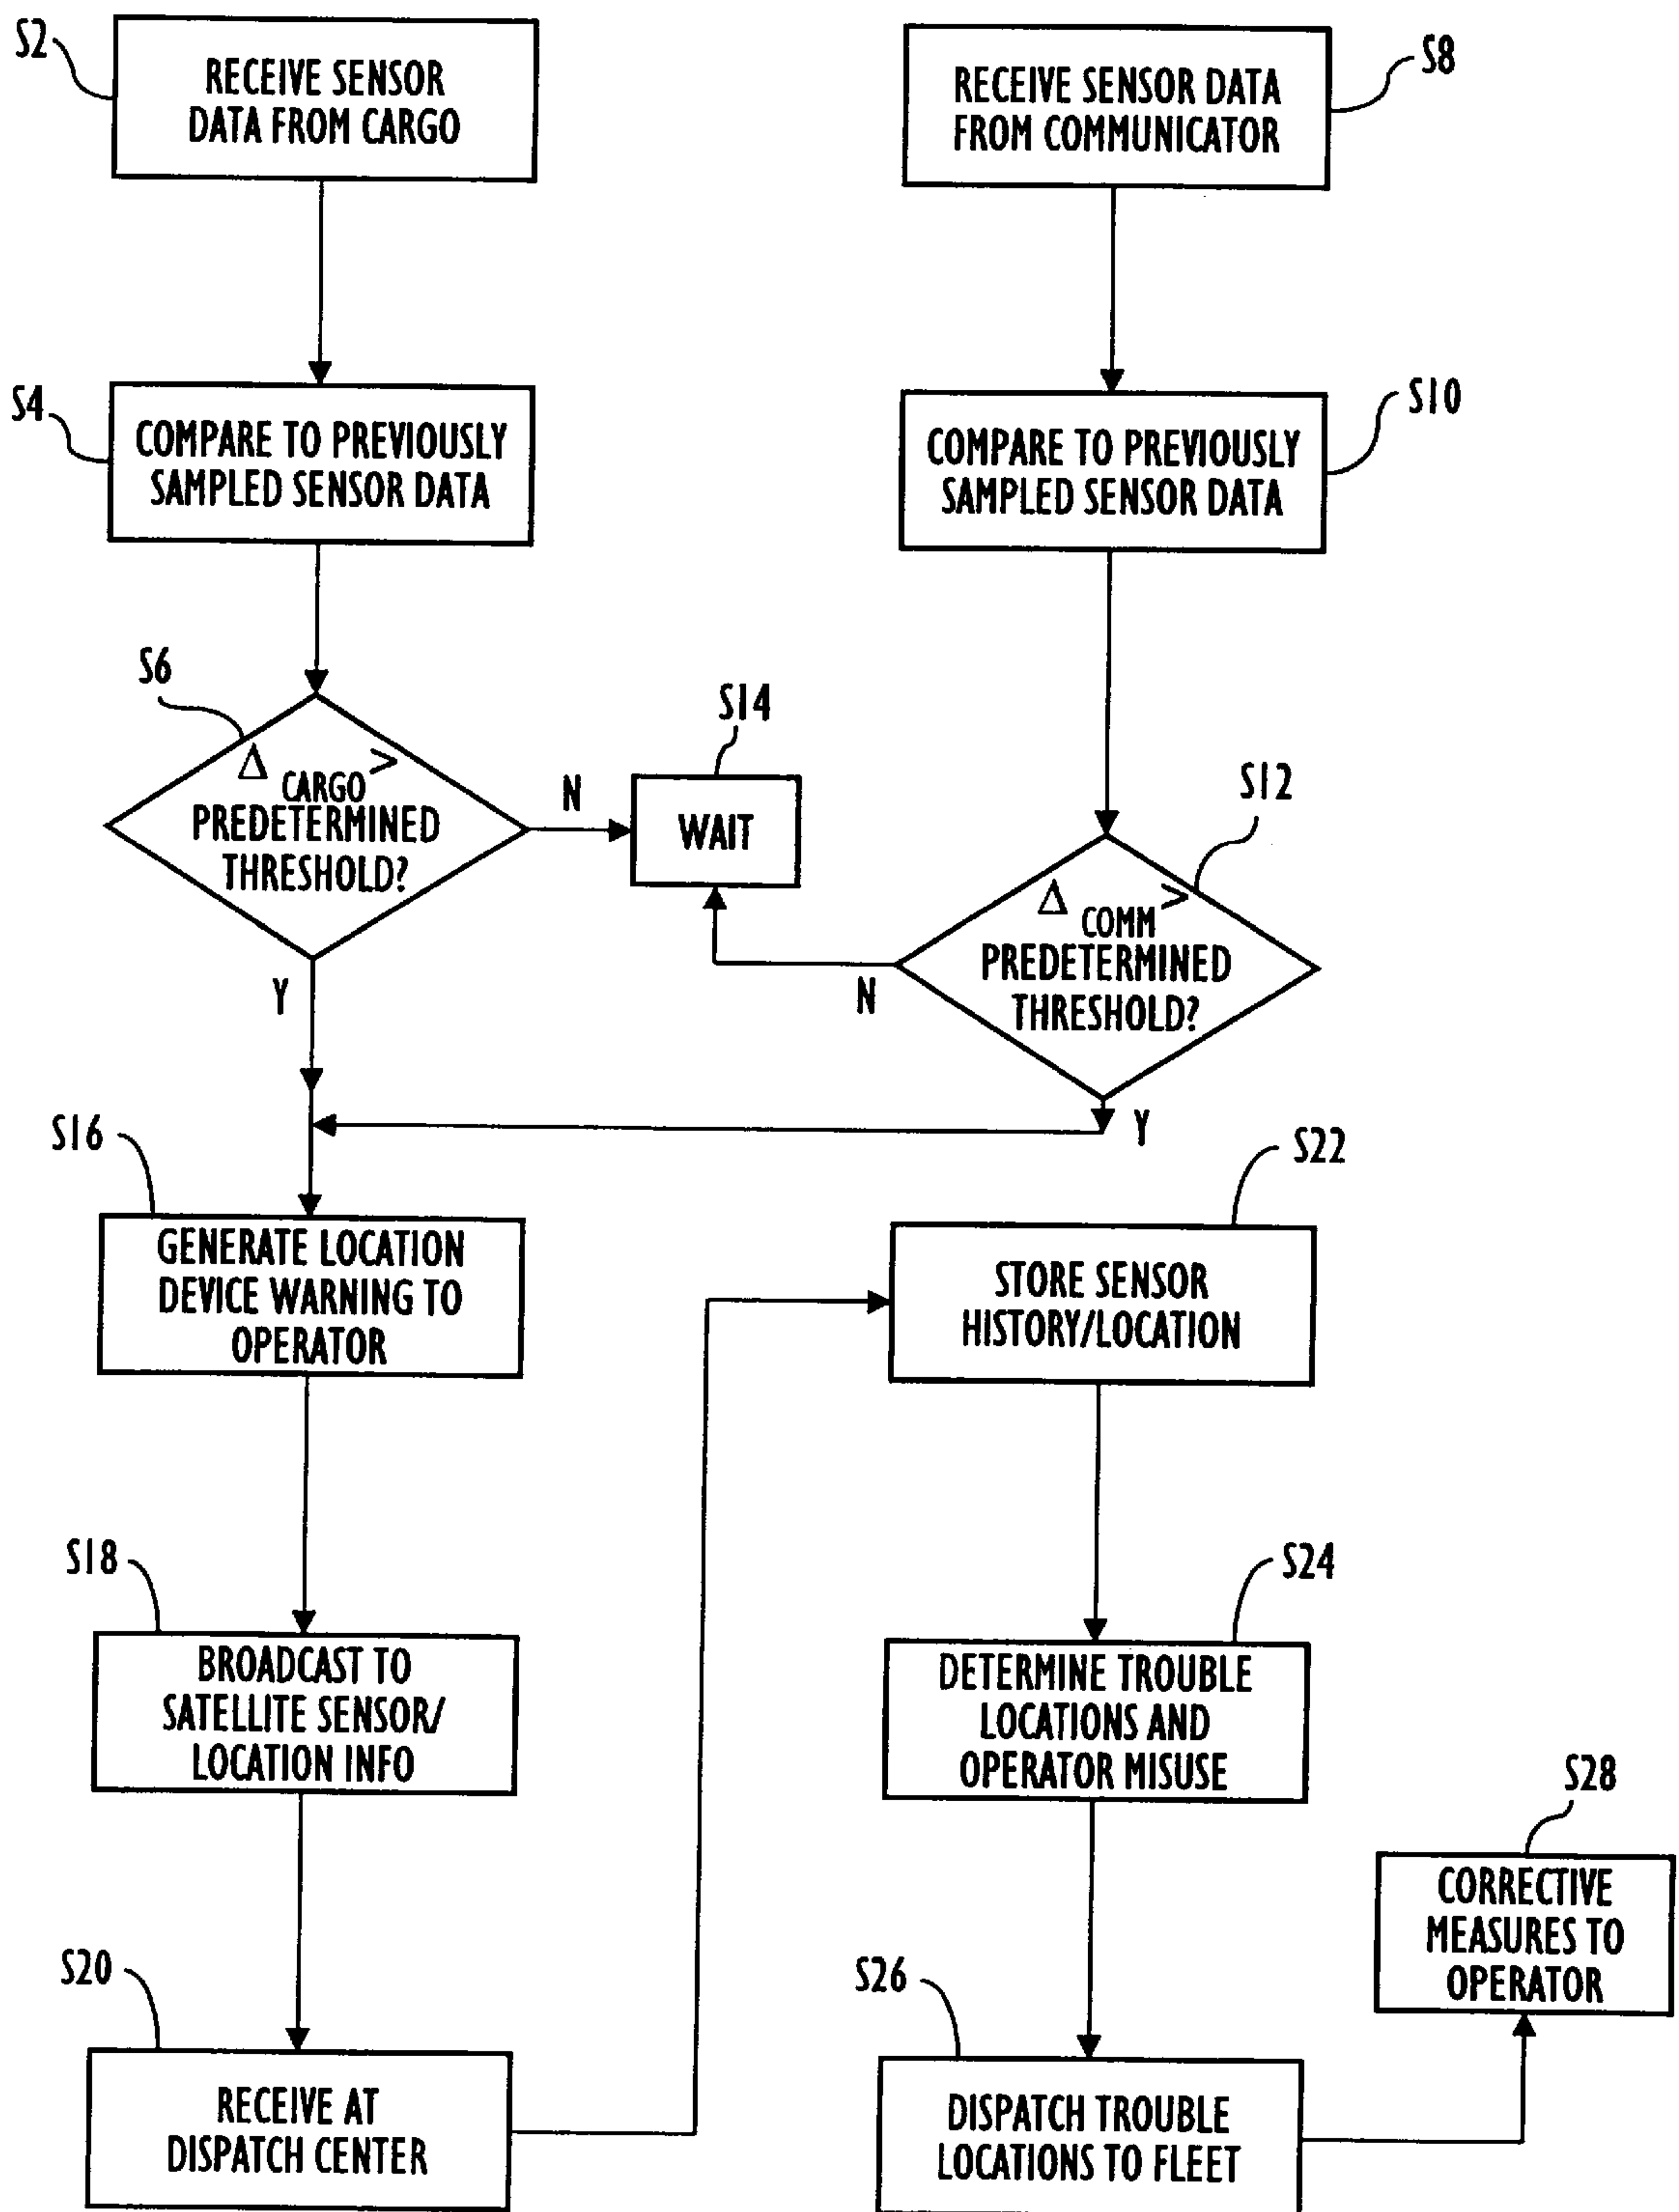 S2
RECEIVE SENSOR
DATA FROM CARGO
S8
RECEIVE SENSOR DATA
FROM COMMUNICATOR
S4
COMPARE TO PREVIOUSLY
SAMPLED SENSOR DATA
S10
COMPARE TO PREVIOUSLY
SAMPLED SENSOR DATA
S6
Δ CARGO >
PREDETERMINED
THRESHOLD?
N
Y
S14
WAIT
S12
Δ COMM >
PREDETERMINED
THRESHOLD?
N
Y
S16
GENERATE LOCATION
DEVICE WARNING TO
OPERATOR
S22
STORE SENSOR
HISTORY/LOCATION
S18
BROADCAST TO
SATELLITE SENSOR/
LOCATION INFO
S24
DETERMINE TROUBLE
LOCATIONS AND
OPERATOR MISUSE
S28
CORRECTIVE
MEASURES TO
OPERATOR
S20
RECEIVE AT
DISPATCH CENTER
S26
DISPATCH TROUBLE
LOCATIONS TO FLEET